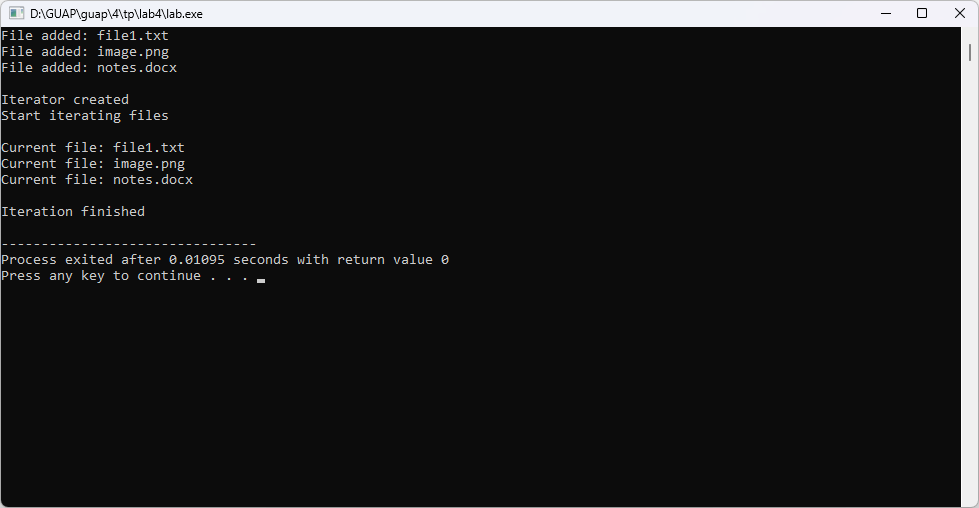 D:\GUAP\guap\4\tp\lab4\lab.exe
File added: file1.txt
File added: image.png
File added: notes.docx
Iterator created
Start iterating files
Current file: file1.txt
Current file: image.png
Current file: notes.docx
Iteration finished
--------------------------------
Process exited after 0.01095 seconds with return value 0
Press any key to continue . . .